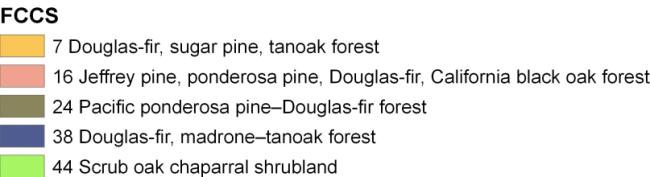 FCCS
7 Douglas-fir, sugar pine, tanoak forest
16 Jeffrey pine, ponderosa pine, Douglas-fir, California black oak forest
24 Pacific ponderosa pine–Douglas-fir forest
38 Douglas-fir, madrone–tanoak forest
44 Scrub oak chaparral shrubland